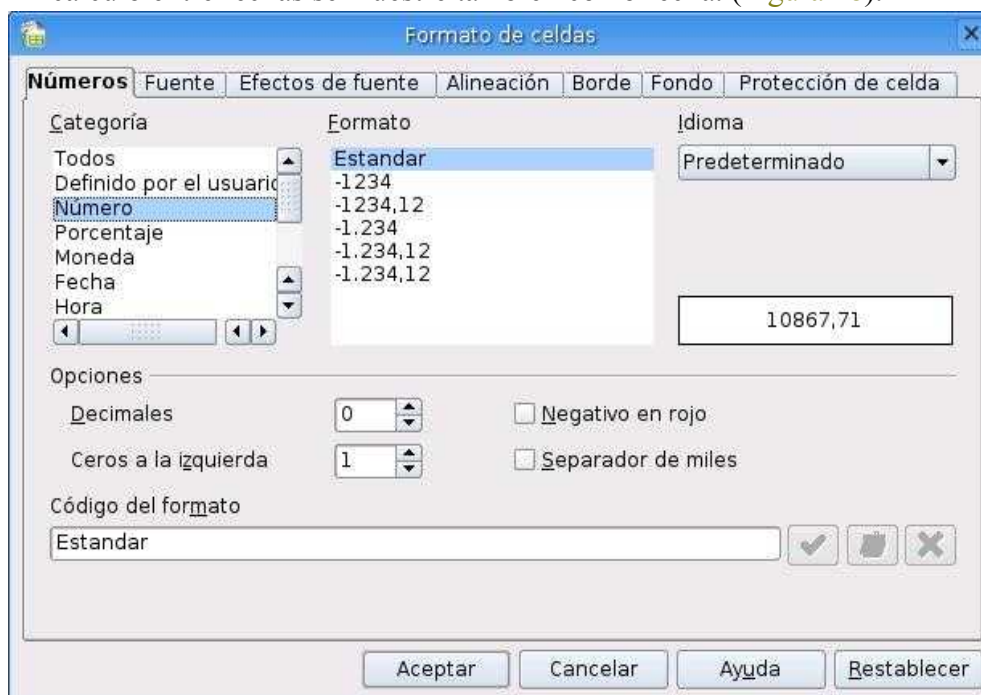 Formato de celdas
Números Fuente Efectos de fuente Alineación Borde Fondo Protección de celda
Categoría Formato Idioma
Todos
Definido por el usuario
Número
Porcentaje
Moneda
Fecha
Hora
Estandar
-1234
-1234,12
-1.234
-1.234,12
-1.234,12
Predeterminado
10867,71
Opciones
Decimales 0 Negativo en rojo
Ceros a la izquierda 1 Separador de miles
Código del formato
Estandar
Aceptar Cancelar Ayuda Restablecer